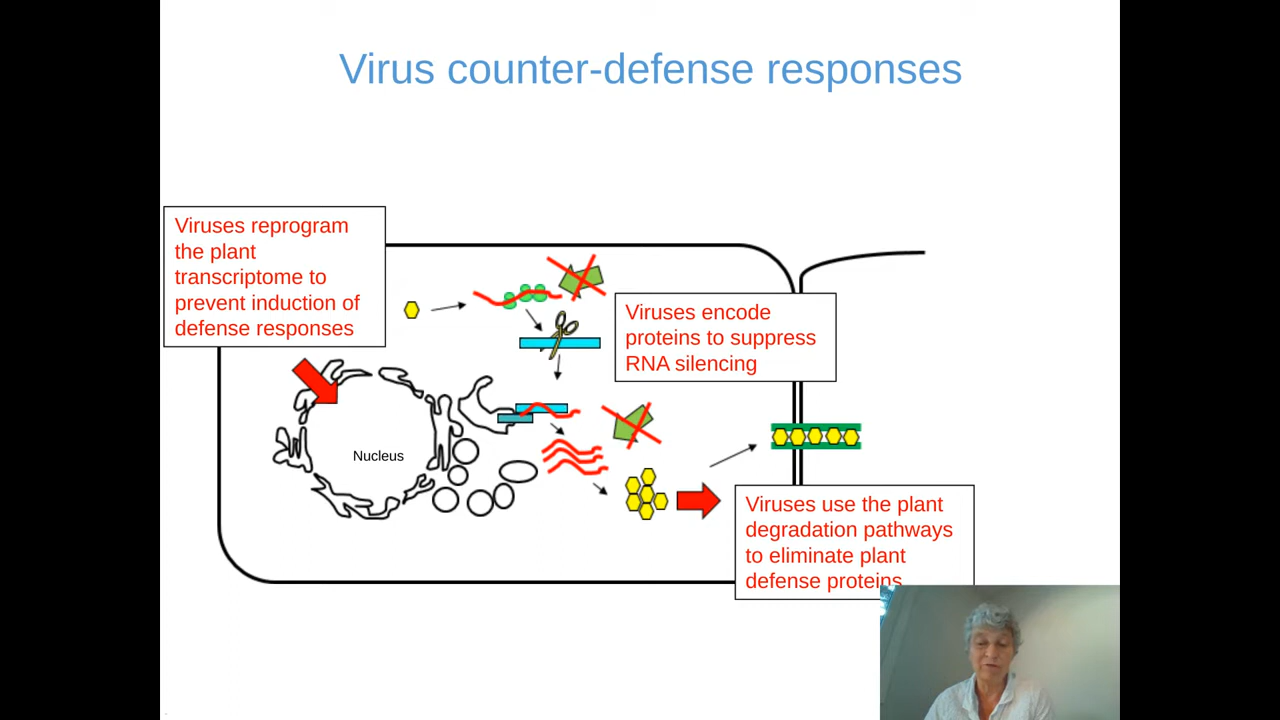 Virus counter-defense responses
Viruses reprogram
the plant
transcriptome to
prevent induction of
defense responses
Viruses encode
proteins to suppress
RNA silencing
Nucleus
Viruses use the plant
degradation pathways
to eliminate plant
defense proteins